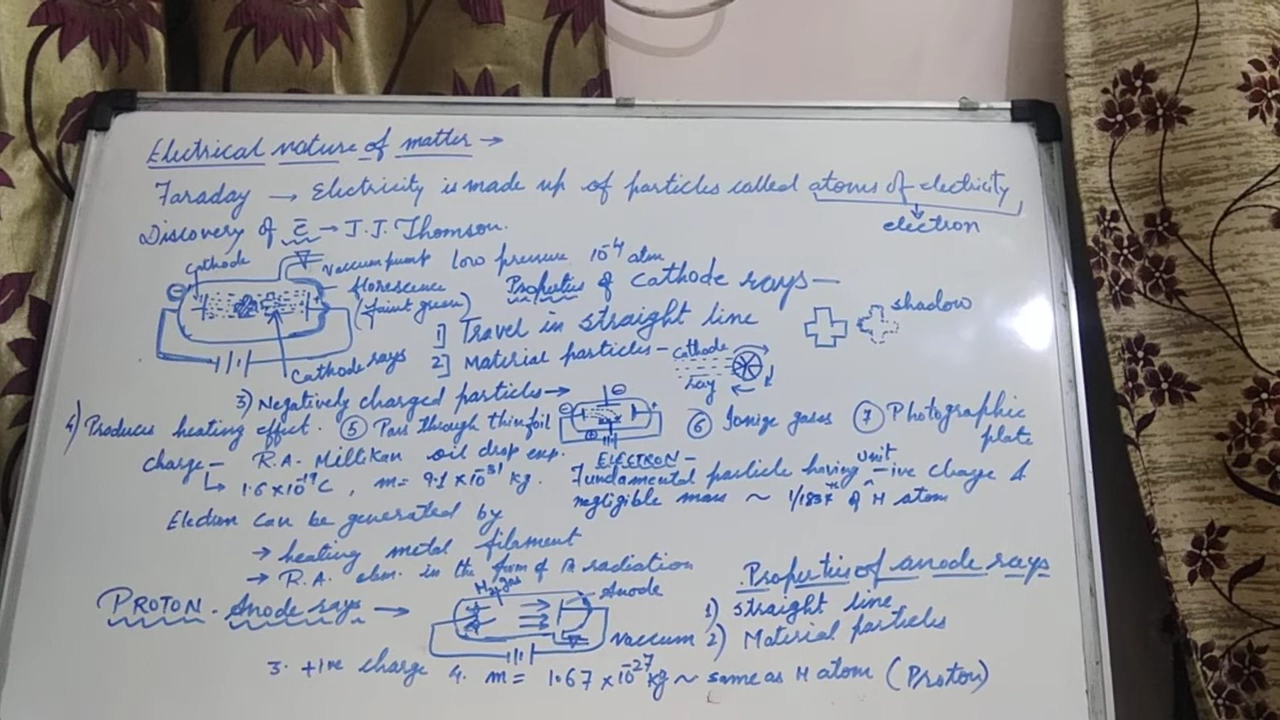 Electrical nature of matter →
Faraday → Electricity is made up of particles called atoms of electricity
electron
Discovery of ē → J.J. Thomson.
Cathode
Vaccum pump low pressure 10⁻⁴ atm
florescence
(faint green)
Properties of Cathode rays —
shadow
1] Travel in straight line
2] Material particles - Cathode
ray
Cathode rays
3) Negatively charged particles →
4) Produces heating effect. ⑤ Pass through thin foil
⑥ Ionize gases ⑦ Photographic
plate
charge - R.A. Millikan oil drop exp.
↳ 1.6×10⁻¹⁹C, m= 9.1×10⁻³¹ kg.
ELECTRON -
Fundamental particle having unit -ive charge &
negligible mass ~ 1/1837ᵗʰ of H atom
Electron can be generated by
→ heating metal filament
→ R.A. elem. in the form of β radiation
PROTON - Anode rays →
H₂ gas
Anode
Vaccum
Properties of anode rays
1) straight line
2) Material particles
3. +ive charge 4. m= 1.67×10⁻²⁷kg ~ same as H atom (Proton)